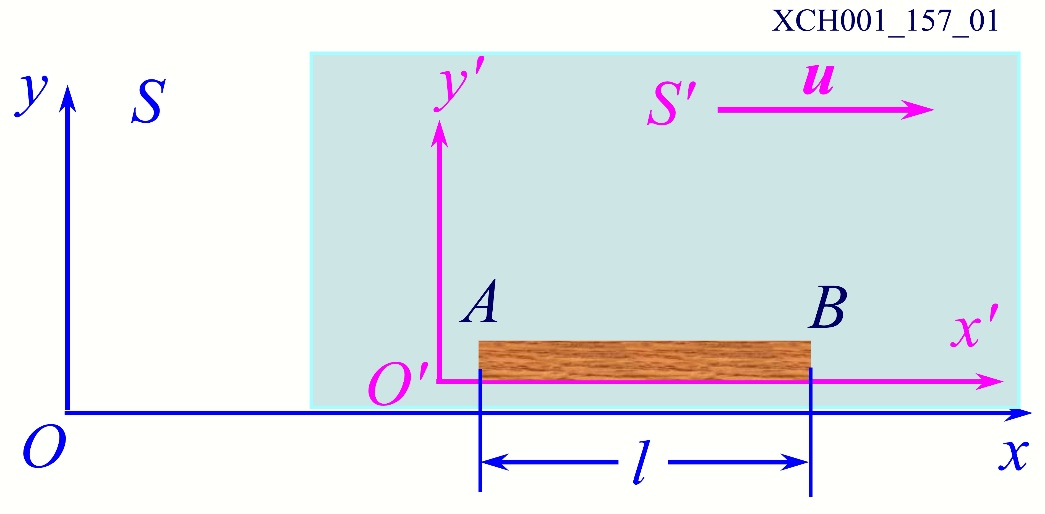 XCH001_157_01
y
S
y′
S′
u
A
B
x′
O′
O
l
x